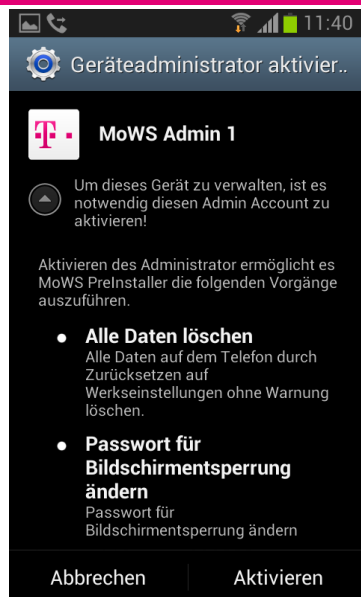 11:40
Geräteadministrator aktivier..
T
MoWS Admin 1
Um dieses Gerät zu verwalten, ist es
notwendig diesen Admin Account zu
aktivieren!
Aktivieren des Administrator ermöglicht es
MoWS PreInstaller die folgenden Vorgänge
auszuführen.
● Alle Daten löschen
Alle Daten auf dem Telefon durch
Zurücksetzen auf
Werkseinstellungen ohne Warnung
löschen.
● Passwort für
Bildschirmentsperrung
ändern
Passwort für
Bildschirmentsperrung ändern
Abbrechen Aktivieren